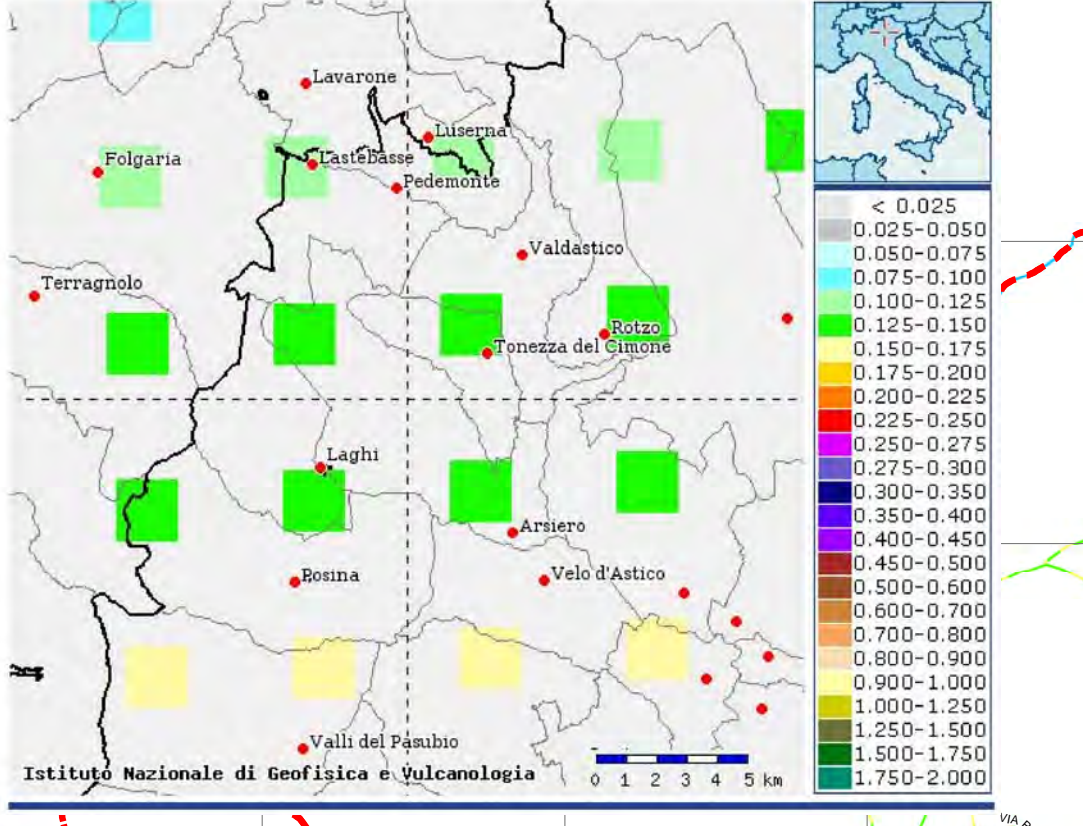 Lavarone
Luserna
Folgaria
Lastebasse
Pedemonte
Valdastico
Terragnolo
Rotzo
Tonezza del Cimone
Laghi
Arsiero
Posina
Velo d'Astico
Valli del Pasubio
Istituto Nazionale di Geofisica e Vulcanologia
0 1 2 3 4 5 km
< 0.025
0.025-0.050
0.050-0.075
0.075-0.100
0.100-0.125
0.125-0.150
0.150-0.175
0.175-0.200
0.200-0.225
0.225-0.250
0.250-0.275
0.275-0.300
0.300-0.350
0.350-0.400
0.400-0.450
0.450-0.500
0.500-0.600
0.600-0.700
0.700-0.800
0.800-0.900
0.900-1.000
1.000-1.250
1.250-1.500
1.500-1.750
1.750-2.000
VIA